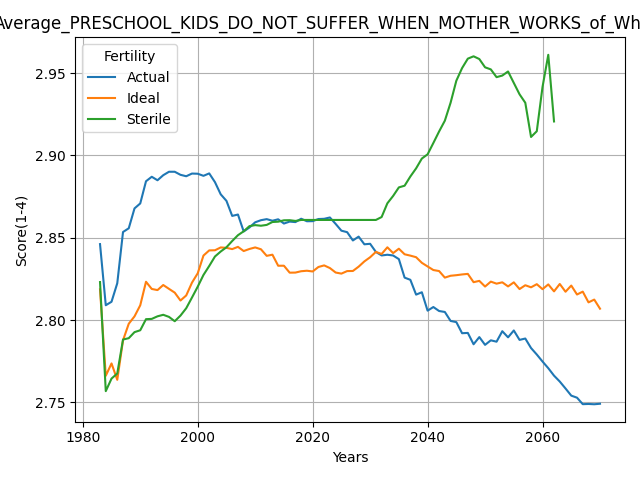 Average_PRESCHOOL_KIDS_DO_NOT_SUFFER_WHEN_MOTHER_WORKS_of_Wh
Fertility
Actual
Ideal
Sterile
2.95
2.90
2.85
2.80
2.75
Score(1-4)
1980 2000 2020 2040 2060
Years